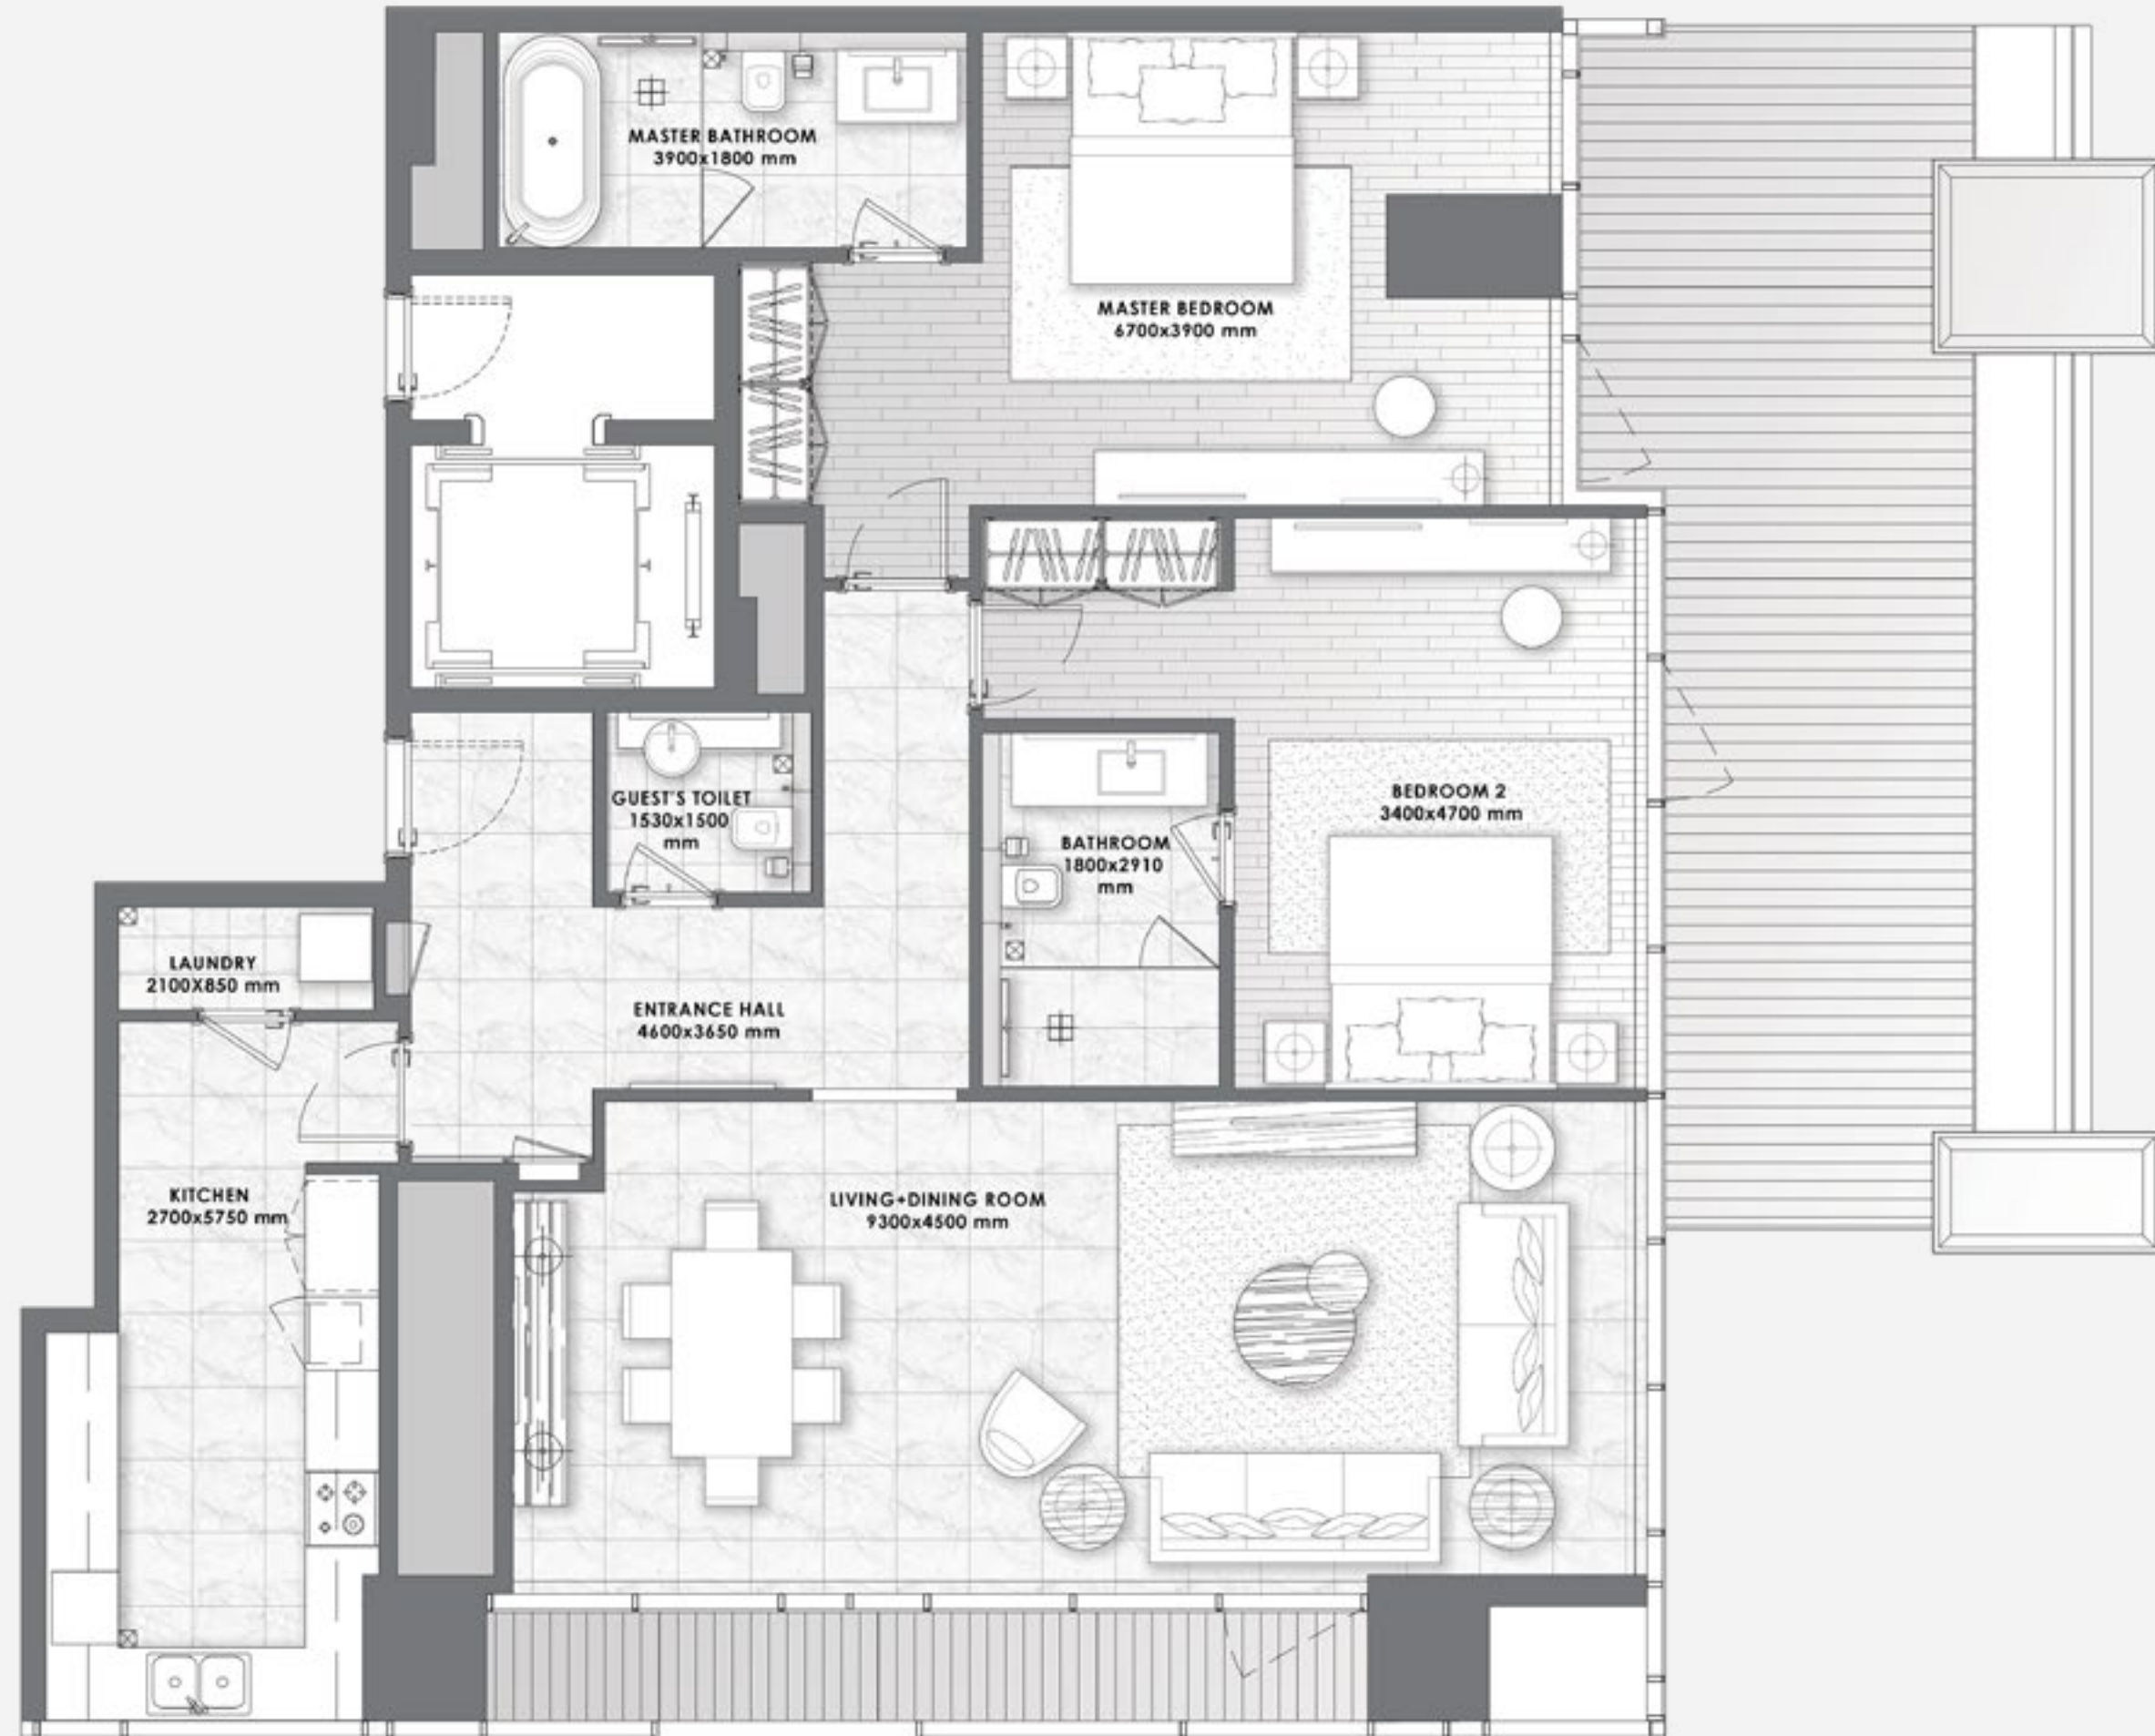 MASTER BATHROOM
3900x1800 mm
MASTER BEDROOM
6700x3900 mm
GUEST'S TOILET
1530x1500
mm
BEDROOM 2
3400x4700 mm
BATHROOM
1800x2910
mm
LAUNDRY
2100X850 mm
ENTRANCE HALL
4600x3650 mm
KITCHEN
2700x5750 mm
LIVING+DINING ROOM
9300x4500 mm